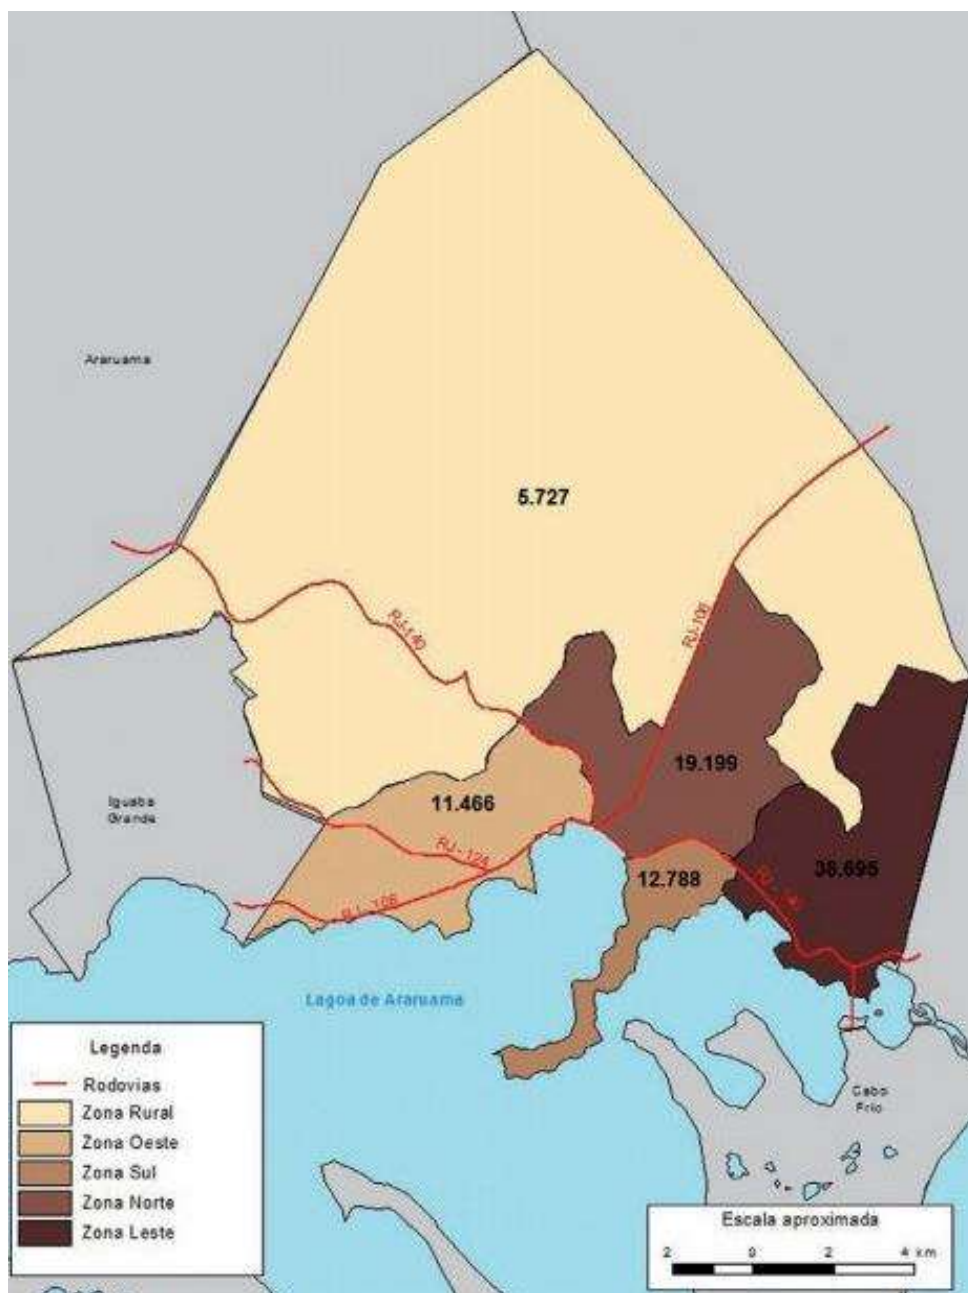 Araruama
5.727
RJ-140
RJ-106
19.199
11.466
Iguaba
Grande
RJ - 124
12.788
38.695
RJ - 140
RJ - 106
Lagoa de Araruama
Legenda
Rodovias
Zona Rural
Zona Oeste
Zona Sul
Zona Norte
Zona Leste
Cabo
Frio
Escala aproximada
2 0 2 4 km